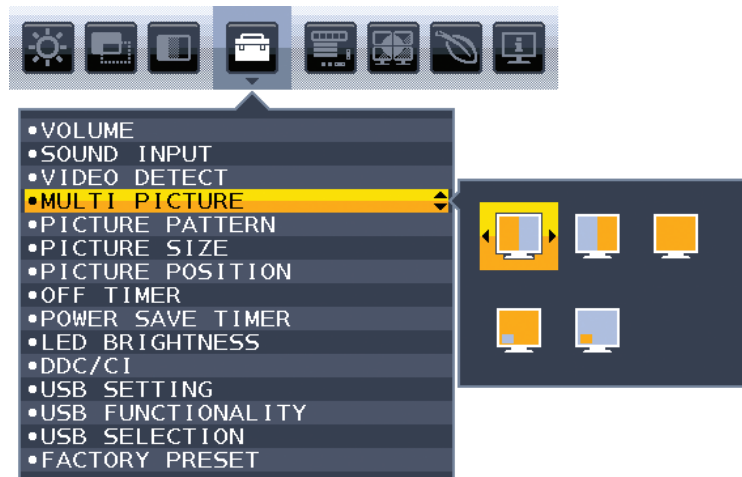 •VOLUME
•SOUND INPUT
•VIDEO DETECT
•MULTI PICTURE
•PICTURE PATTERN
•PICTURE SIZE
•PICTURE POSITION
•OFF TIMER
•POWER SAVE TIMER
•LED BRIGHTNESS
•DDC/CI
•USB SETTING
•USB FUNCTIONALITY
•USB SELECTION
•FACTORY PRESET